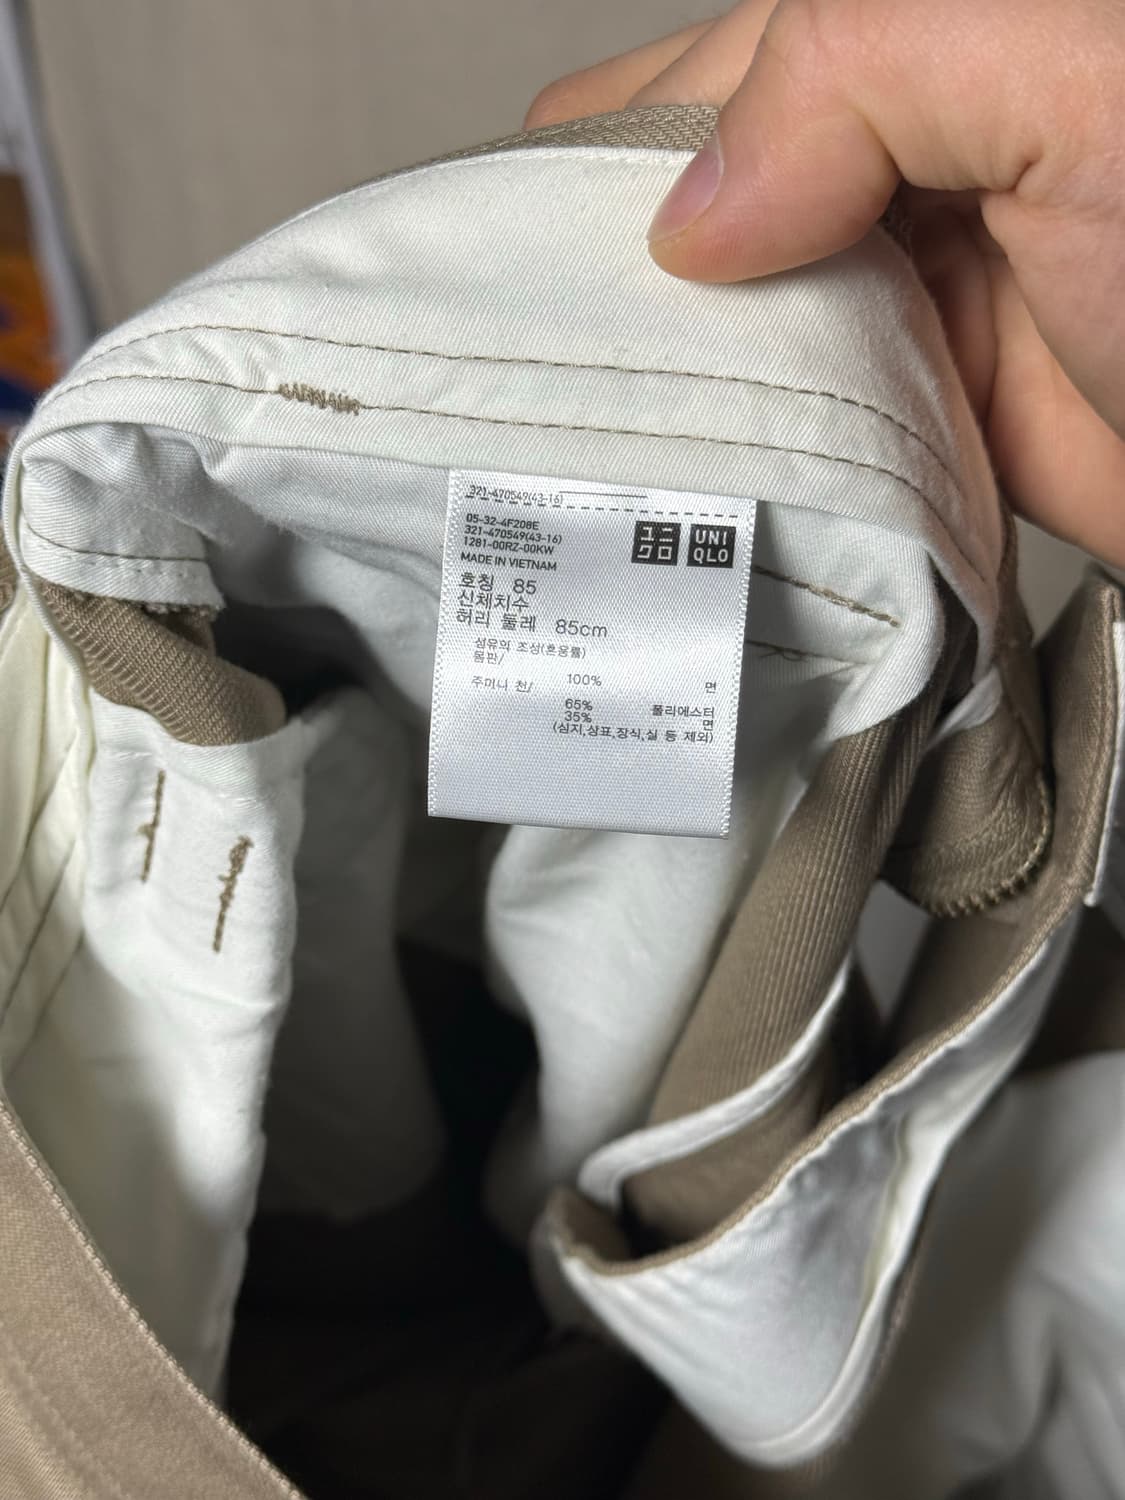 321-470549(43-16)
05-32-4F208E
321-470549(43-16)
1281-00RZ-00KW
MADE IN VIETNAM
ユニ
クロ
UNI
QLO
호칭 85
신체치수
허리 둘레 85cm
섬유의 조성(혼용률)
몸판/
100% 면
주머니 천/
65% 폴리에스터
35% 면
(심지,상표,장식,실 등 제외)